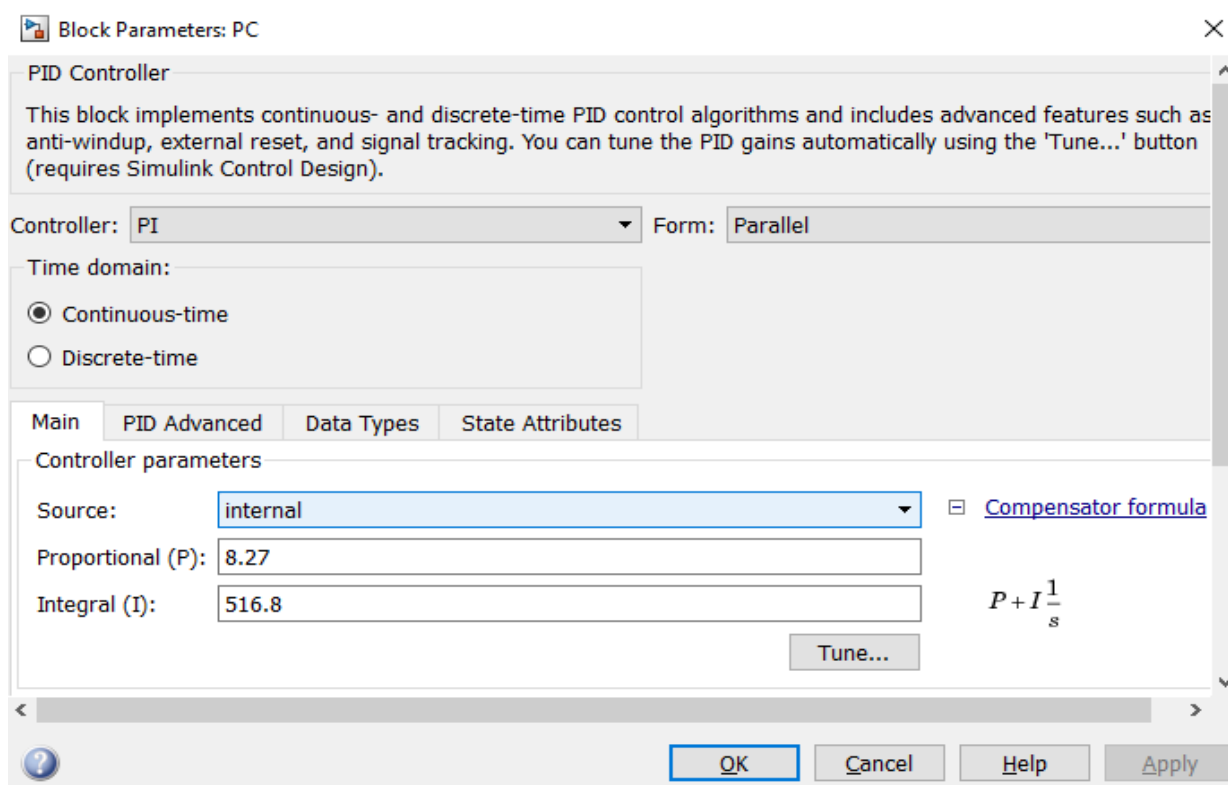 Block Parameters: PC
PID Controller
This block implements continuous- and discrete-time PID control algorithms and includes advanced features such as
anti-windup, external reset, and signal tracking. You can tune the PID gains automatically using the 'Tune...' button
(requires Simulink Control Design).
Controller: PI Form: Parallel
Time domain:
Continuous-time
Discrete-time
Main PID Advanced Data Types State Attributes
Controller parameters
Source: internal Compensator formula
Proportional (P): 8.27
Integral (I): 516.8
P + I 1/s
Tune...
OK Cancel Help Apply